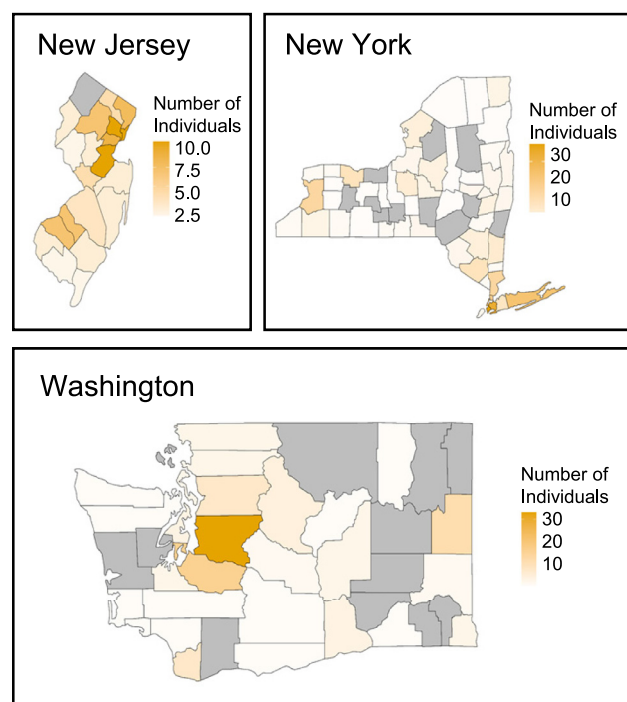 New Jersey
Number of
Individuals
10.0
7.5
5.0
2.5
New York
Number of
Individuals
30
20
10
Washington
Number of
Individuals
30
20
10